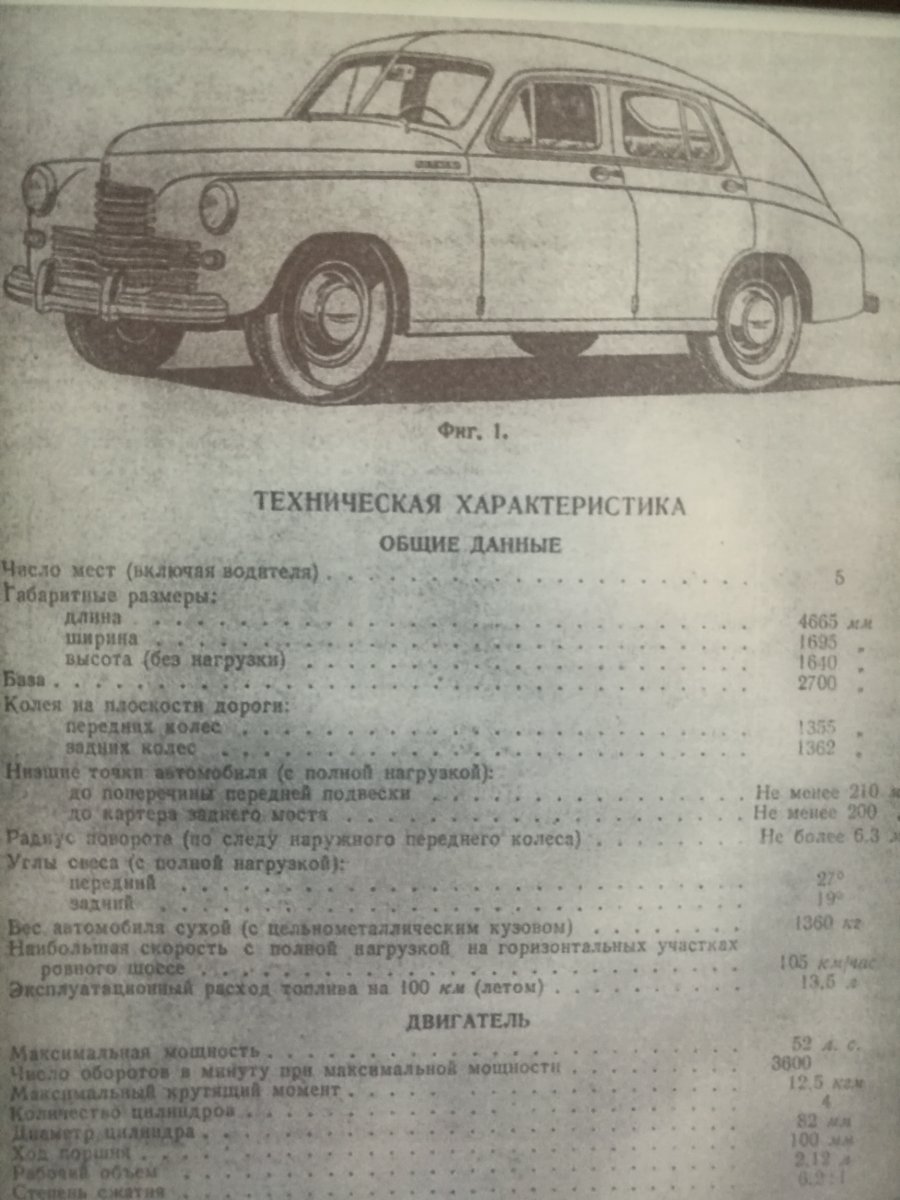 Фиг. 1.
ТЕХНИЧЕСКАЯ ХАРАКТЕРИСТИКА
ОБЩИЕ ДАННЫЕ
Число мест (включая водителя) . . . . . . . . . . . . . . . . . . 5
Габаритные размеры:
длина . . . . . . . . . . . . . . . . . . . . . . . . . . 4665 мм
ширина . . . . . . . . . . . . . . . . . . . . . . . . . 1695 „
высота (без нагрузки) . . . . . . . . . . . . . . . . . . 1640 „
База . . . . . . . . . . . . . . . . . . . . . . . . . . . . . 2700 „
Колея на плоскости дороги:
передних колес . . . . . . . . . . . . . . . . . . . . . 1355 „
задних колес . . . . . . . . . . . . . . . . . . . . . . 1362 „
Низшие точки автомобиля (с полной нагрузкой):
до поперечины передней подвески . . . . . . . . . . . . Не менее 210 м
до картера заднего моста . . . . . . . . . . . . . . . . Не менее 200
Радиус поворота (по следу наружного переднего колеса) . . . . . . Не более 6.3 м
Углы свеса (с полной нагрузкой):
передний . . . . . . . . . . . . . . . . . . . . . . . . 27°
задний . . . . . . . . . . . . . . . . . . . . . . . . . 19°
Вес автомобиля сухой (с цельнометаллическим кузовом) . . . . . . 1360 кг
Наибольшая скорость с полной нагрузкой на горизонтальных участках
ровного шоссе . . . . . . . . . . . . . . . . . . . . . . 105 км/час
Эксплуатационный расход топлива на 100 км (летом) . . . . . . . . 13,5 л
ДВИГАТЕЛЬ
Максимальная мощность . . . . . . . . . . . . . . . . . . . . 52 л. с.
Число оборотов в минуту при максимальной мощности . . . . . . . 3600
Максимальный крутящий момент . . . . . . . . . . . . . . . . . 12,5 кгм
Количество цилиндров . . . . . . . . . . . . . . . . . . . . . 4
Диаметр цилиндра . . . . . . . . . . . . . . . . . . . . . . . 82 мм
Ход поршня . . . . . . . . . . . . . . . . . . . . . . . . . . 100 мм
Рабочий объем . . . . . . . . . . . . . . . . . . . . . . . . 2,12 л
Степень сжатия . . . . . . . . . . . . . . . . . . . . . . . . 6,2:1